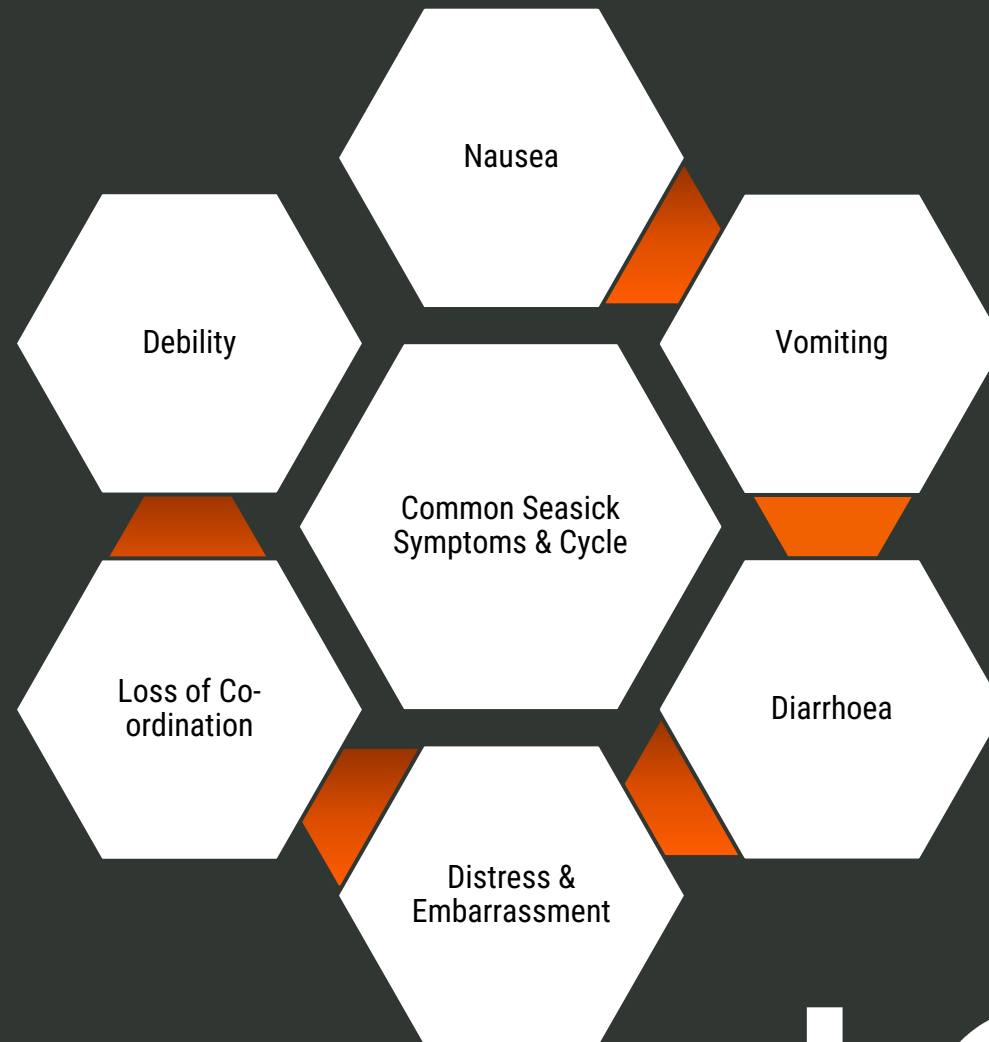 Nausea
Vomiting
Debility
Common Seasick
Symptoms & Cycle
Diarrhoea
Loss of Co-
ordination
Distress &
Embarrassment